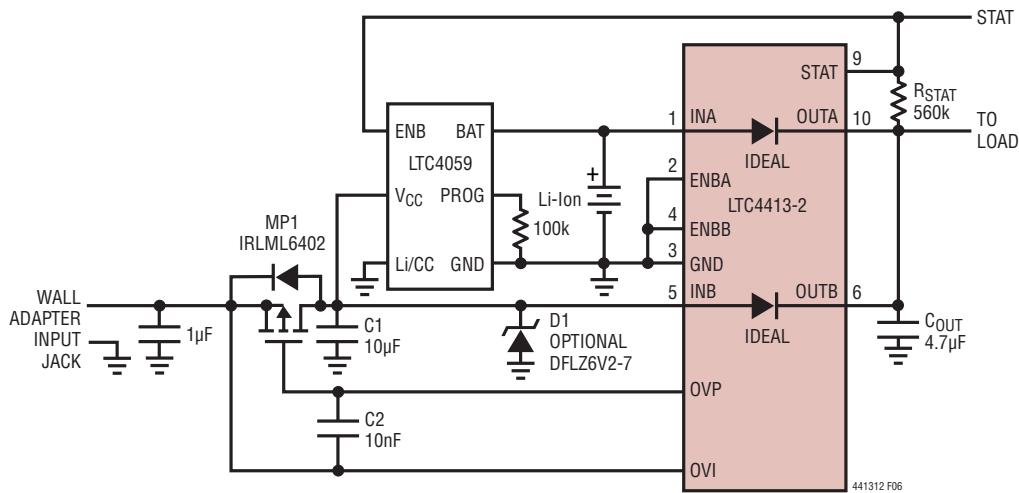 STAT
9
STAT
RSTAT
560k
ENB
BAT
LTC4059
VCC
PROG
Li/CC
GND
1
INA
OUTA
10
TO
LOAD
IDEAL
2
ENBA
LTC4413-2
4
ENBB
3
GND
5
INB
OUTB
6
IDEAL
+
Li-Ion
100k
MP1
IRLML6402
WALL
ADAPTER
INPUT
JACK
1µF
C1
10µF
D1
OPTIONAL
DFLZ6V2-7
COUT
4.7µF
OVP
C2
10nF
OVI
441312 F06